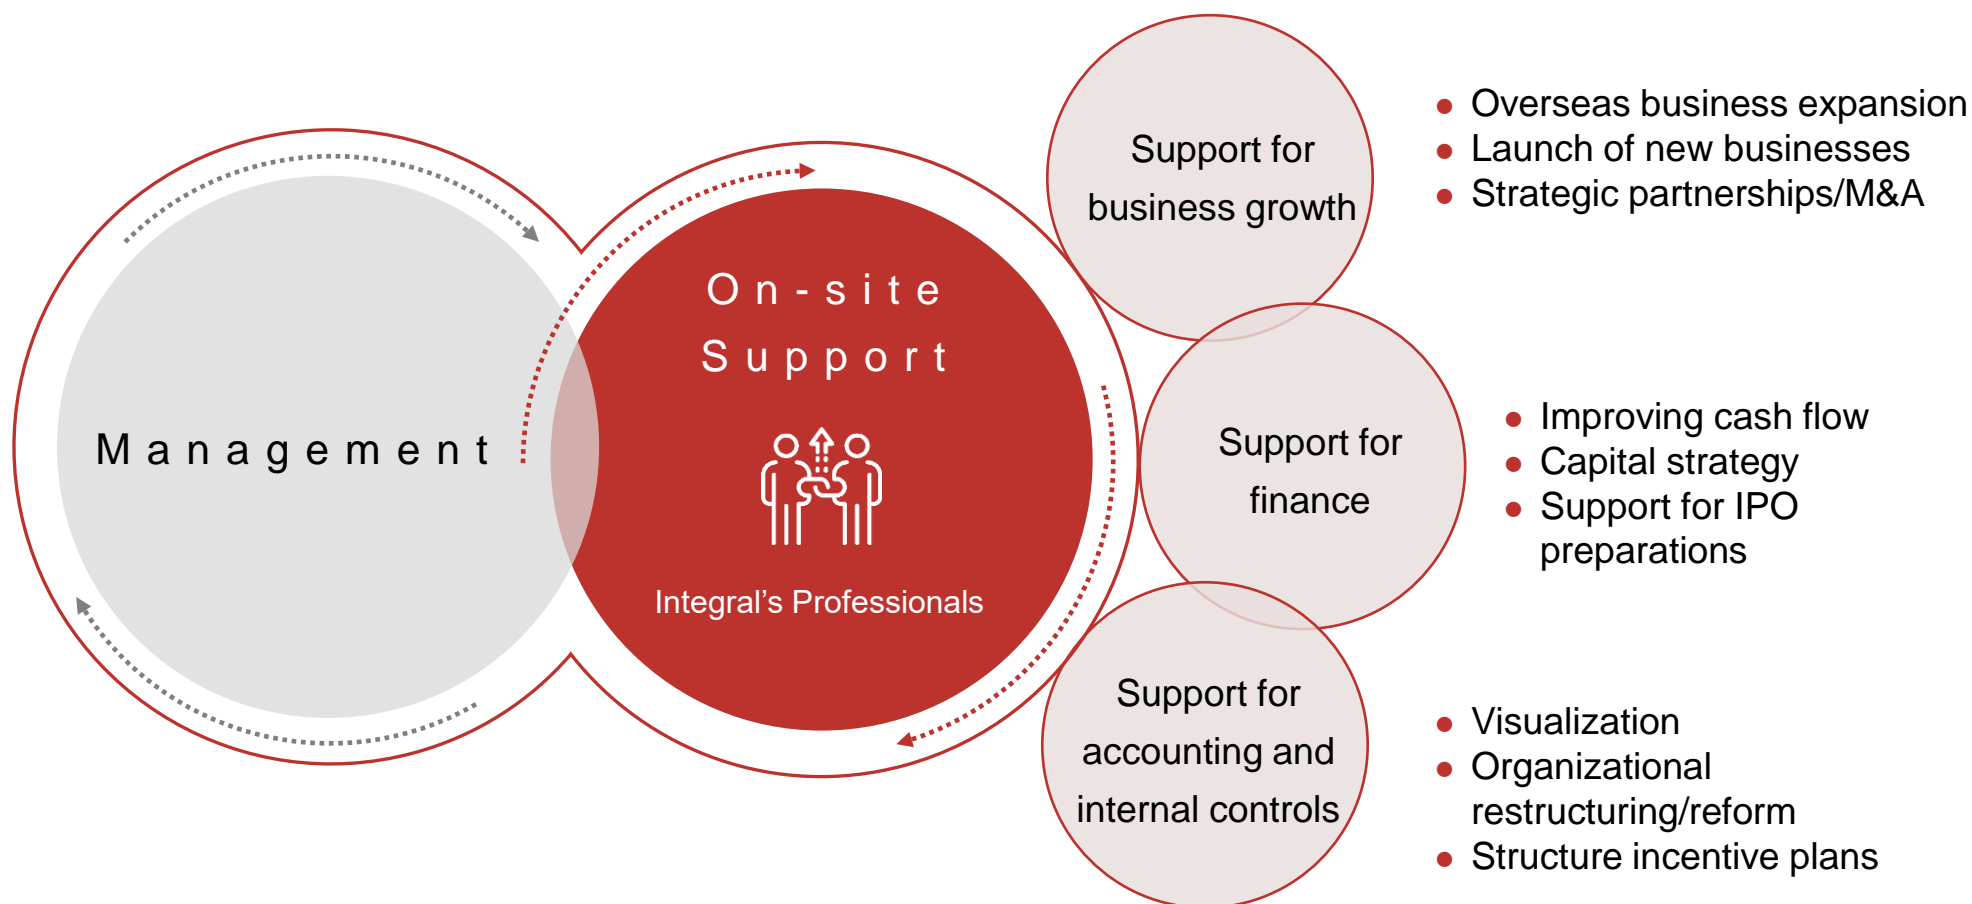 Management
On-site
Support
Integral’s Professionals
Support for
business growth
● Overseas business expansion
● Launch of new businesses
● Strategic partnerships/M&A
Support for
finance
● Improving cash flow
● Capital strategy
● Support for IPO
preparations
Support for
accounting and
internal controls
● Visualization
● Organizational
restructuring/reform
● Structure incentive plans